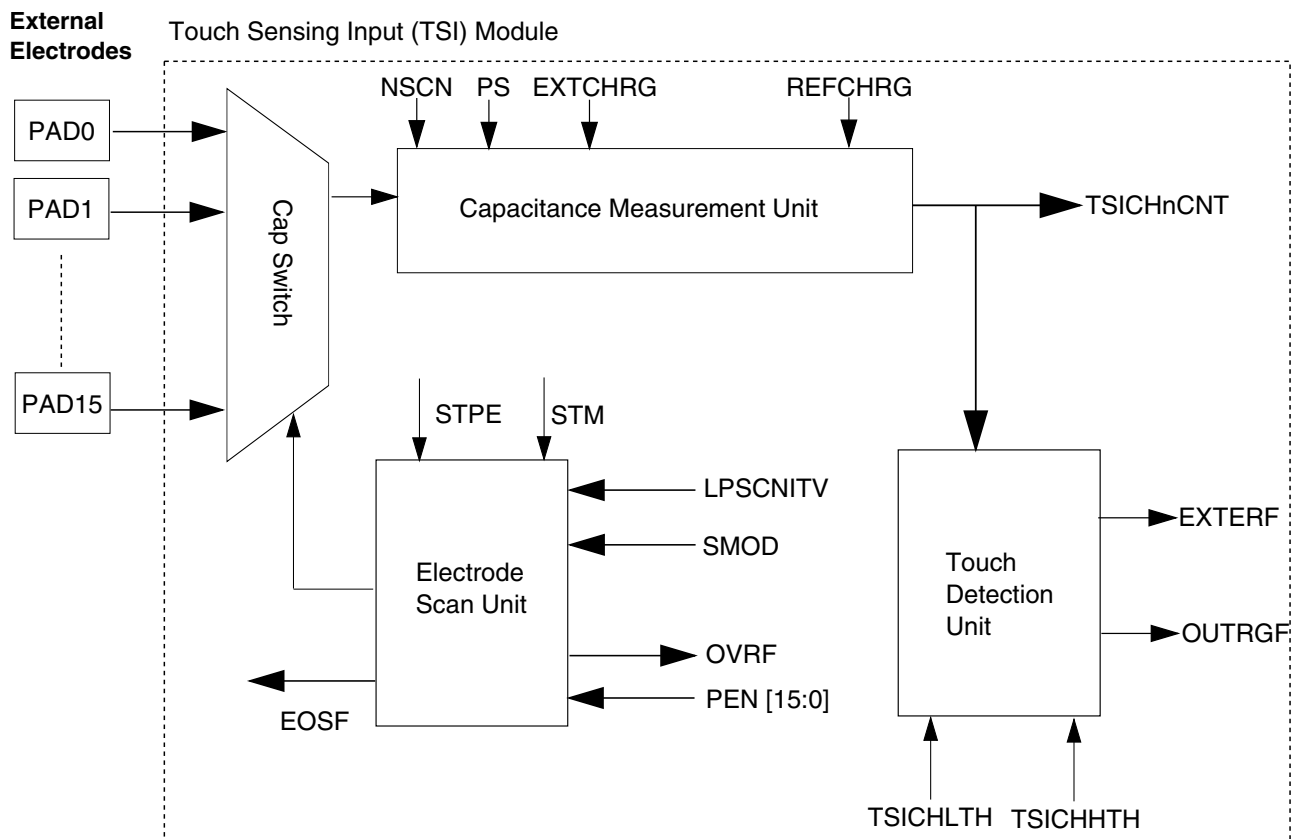 External
Electrodes
Touch Sensing Input (TSI) Module
NSCN
PS
EXTCHRG
REFCHRG
PAD0
PAD1
PAD15
Cap Switch
Capacitance Measurement Unit
TSICHnCNT
STPE
STM
LPSCNITV
SMOD
Electrode
Scan Unit
OVRF
PEN [15:0]
EOSF
Touch
Detection
Unit
EXTERF
OUTRGF
TSICHLTH
TSICHHTH